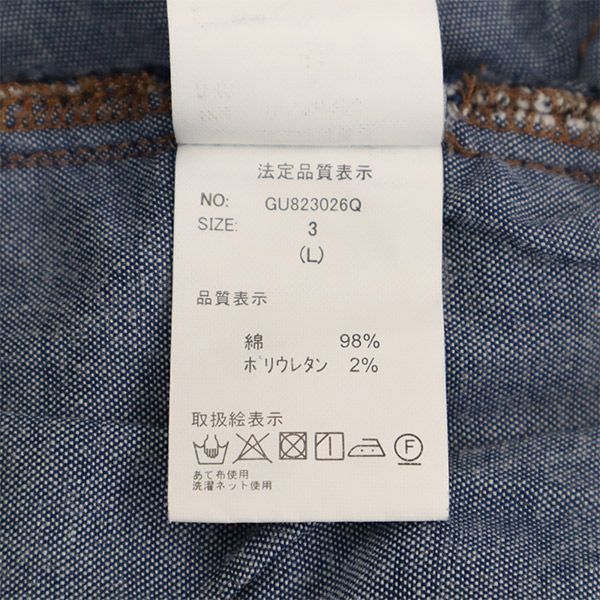 法定品質表示
NO: GU823026Q
SIZE: 3
(L)
品質表示
綿 98%
ポリウレタン 2%
取扱絵表示
F
あて布使用
洗濯ネット使用